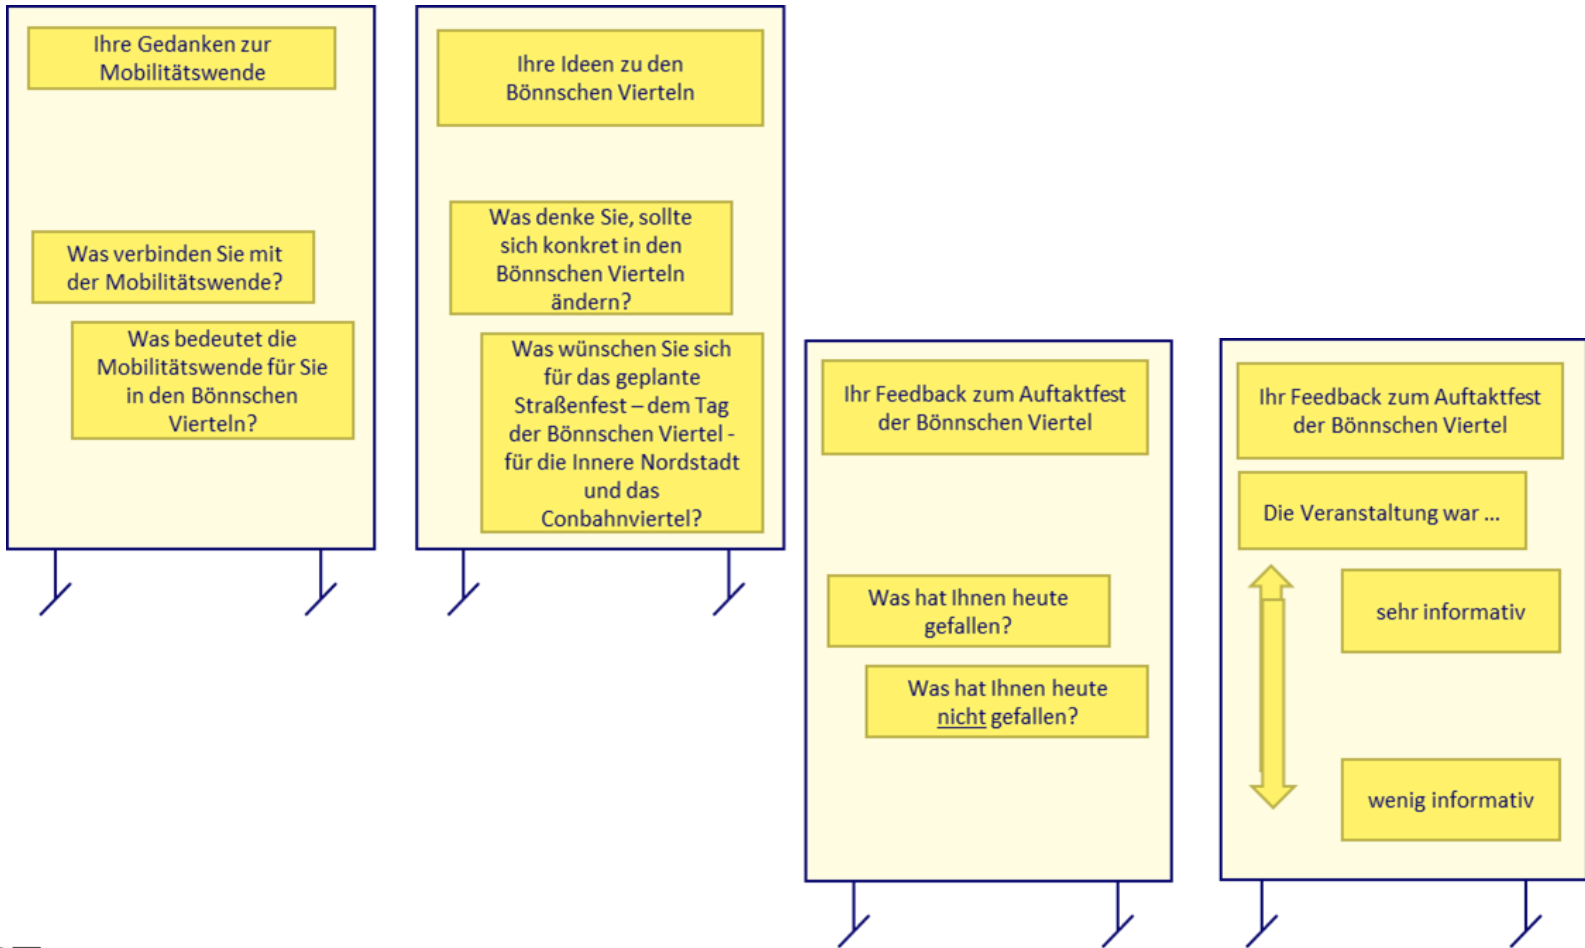 Ihre Gedanken zur
Mobilitätswende
Was verbinden Sie mit
der Mobilitätswende?
Was bedeutet die
Mobilitätswende für Sie
in den Bönnschen
Vierteln?
Ihre Ideen zu den
Bönnschen Vierteln
Was denke Sie, sollte
sich konkret in den
Bönnschen Vierteln
ändern?
Was wünschen Sie sich
für das geplante
Straßenfest – dem Tag
der Bönnschen Viertel -
für die Innere Nordstadt
und das
Conbahnviertel?
Ihr Feedback zum Auftaktfest
der Bönnschen Viertel
Was hat Ihnen heute
gefallen?
Was hat Ihnen heute
nicht gefallen?
Ihr Feedback zum Auftaktfest
der Bönnschen Viertel
Die Veranstaltung war ...
sehr informativ
wenig informativ